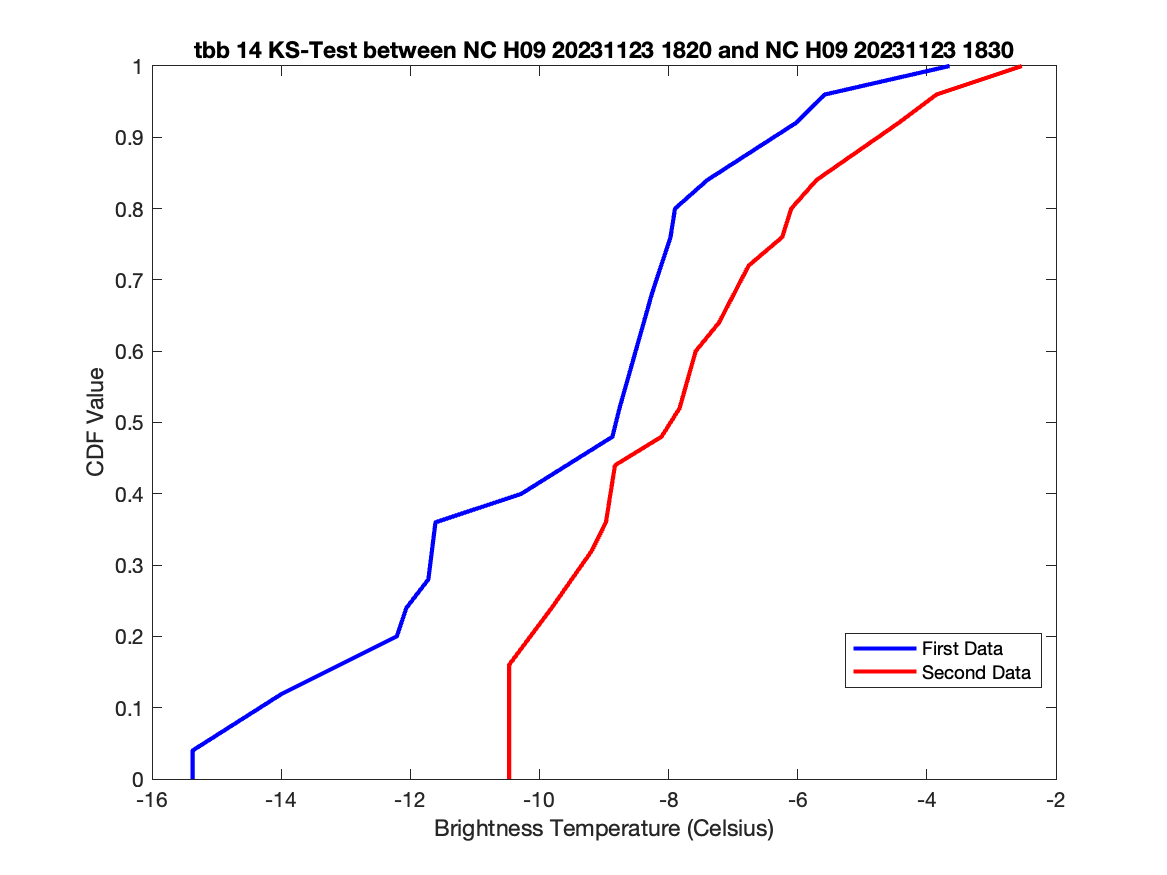 tbb 14 KS-Test between NC H09 20231123 1820 and NC H09 20231123 1830
1
0.9
0.8
0.7
0.6
0.5
0.4
0.3
0.2
0.1
0
CDF Value
First Data
Second Data
-16 -14 -12 -10 -8 -6 -4 -2
Brightness Temperature (Celsius)